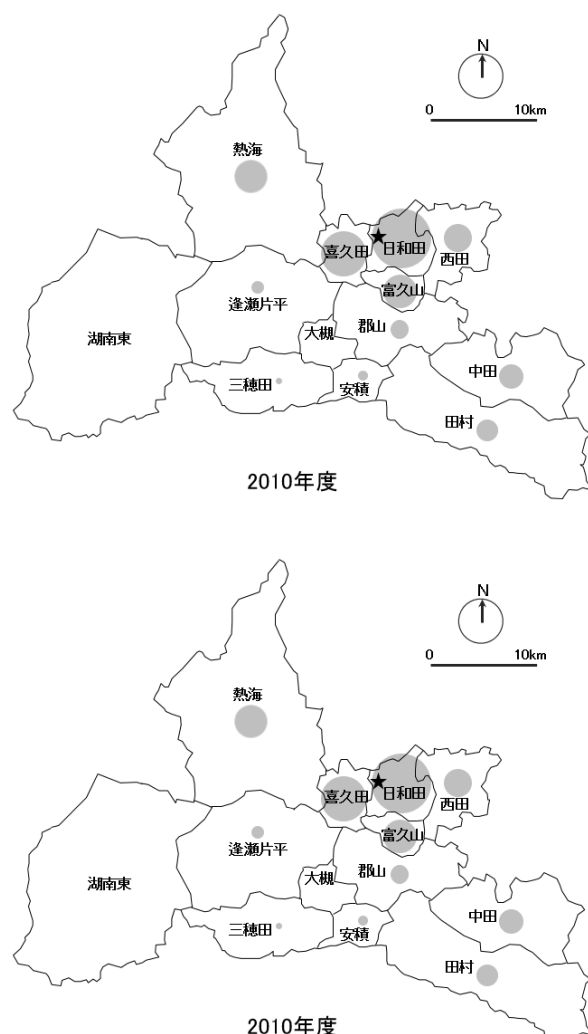 N
0 10km
熱海
喜久田
★日和田
西田
富久山
逢瀬片平
湖南東
大槻
郡山
三穂田
安積
中田
田村
2010年度
N
0 10km
熱海
喜久田
★日和田
西田
富久山
逢瀬片平
湖南東
大槻
郡山
三穂田
安積
中田
田村
2010年度